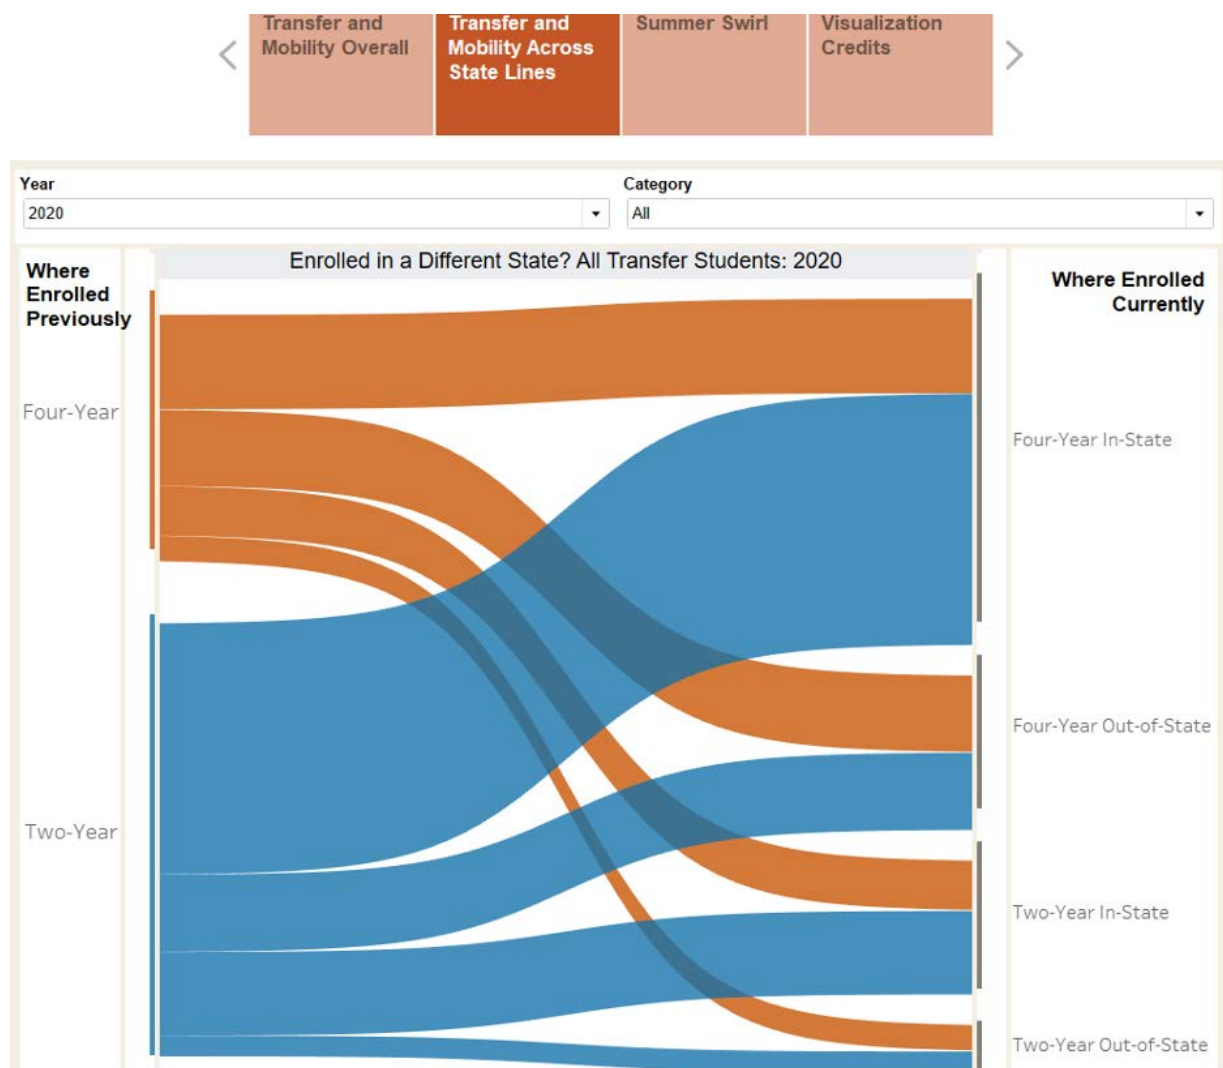 Transfer and
Mobility Overall
Transfer and
Mobility Across
State Lines
Summer Swirl
Visualization
Credits
Year
2020
Category
All
Enrolled in a Different State? All Transfer Students: 2020
Where
Enrolled
Previously
Where Enrolled
Currently
Four-Year
Four-Year In-State
Four-Year Out-of-State
Two-Year
Two-Year In-State
Two-Year Out-of-State